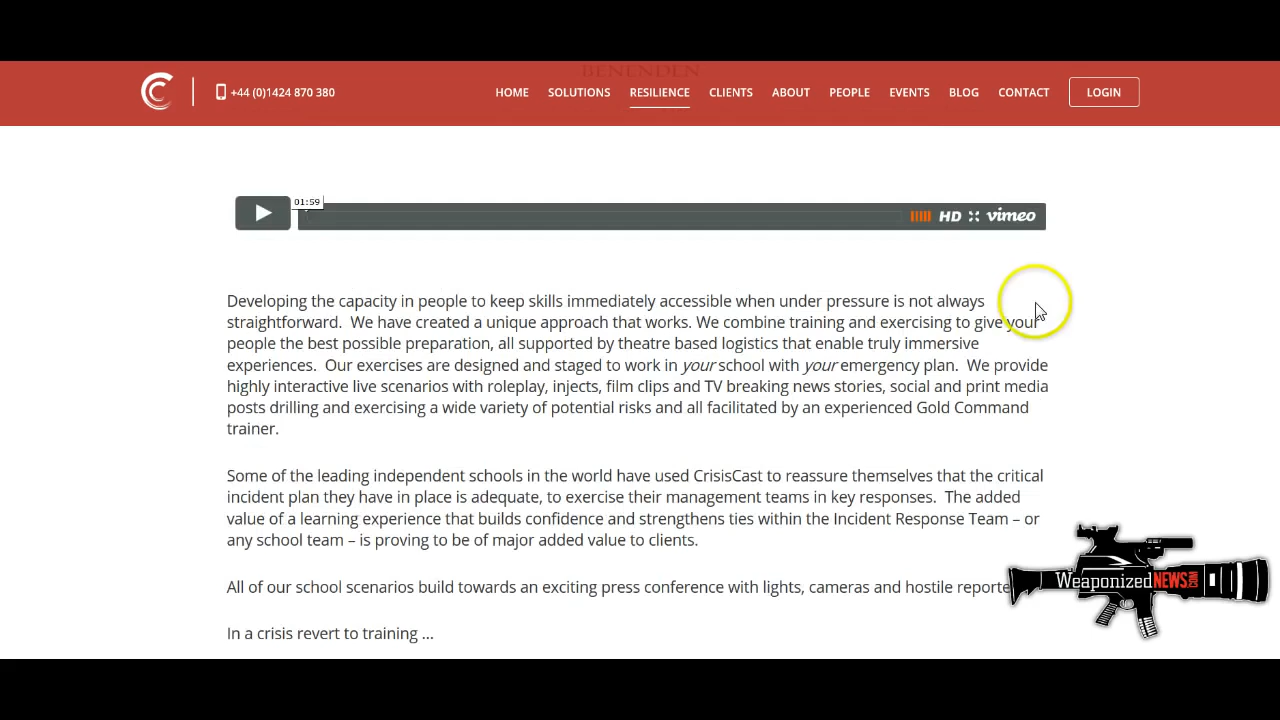 BENENDEN
+44 (0)1424 870 380
HOME SOLUTIONS RESILIENCE CLIENTS ABOUT PEOPLE EVENTS BLOG CONTACT LOGIN
01:59
HD vimeo
Developing the capacity in people to keep skills immediately accessible when under pressure is not always
straightforward.  We have created a unique approach that works. We combine training and exercising to give your
people the best possible preparation, all supported by theatre based logistics that enable truly immersive
experiences.  Our exercises are designed and staged to work in your school with your emergency plan.  We provide
highly interactive live scenarios with roleplay, injects, film clips and TV breaking news stories, social and print media
posts drilling and exercising a wide variety of potential risks and all facilitated by an experienced Gold Command
trainer.
Some of the leading independent schools in the world have used CrisisCast to reassure themselves that the critical
incident plan they have in place is adequate, to exercise their management teams in key responses.  The added
value of a learning experience that builds confidence and strengthens ties within the Incident Response Team – or
any school team – is proving to be of major added value to clients.
All of our school scenarios build towards an exciting press conference with lights, cameras and hostile reporte
In a crisis revert to training ...
WeaponizedNEWS.COM